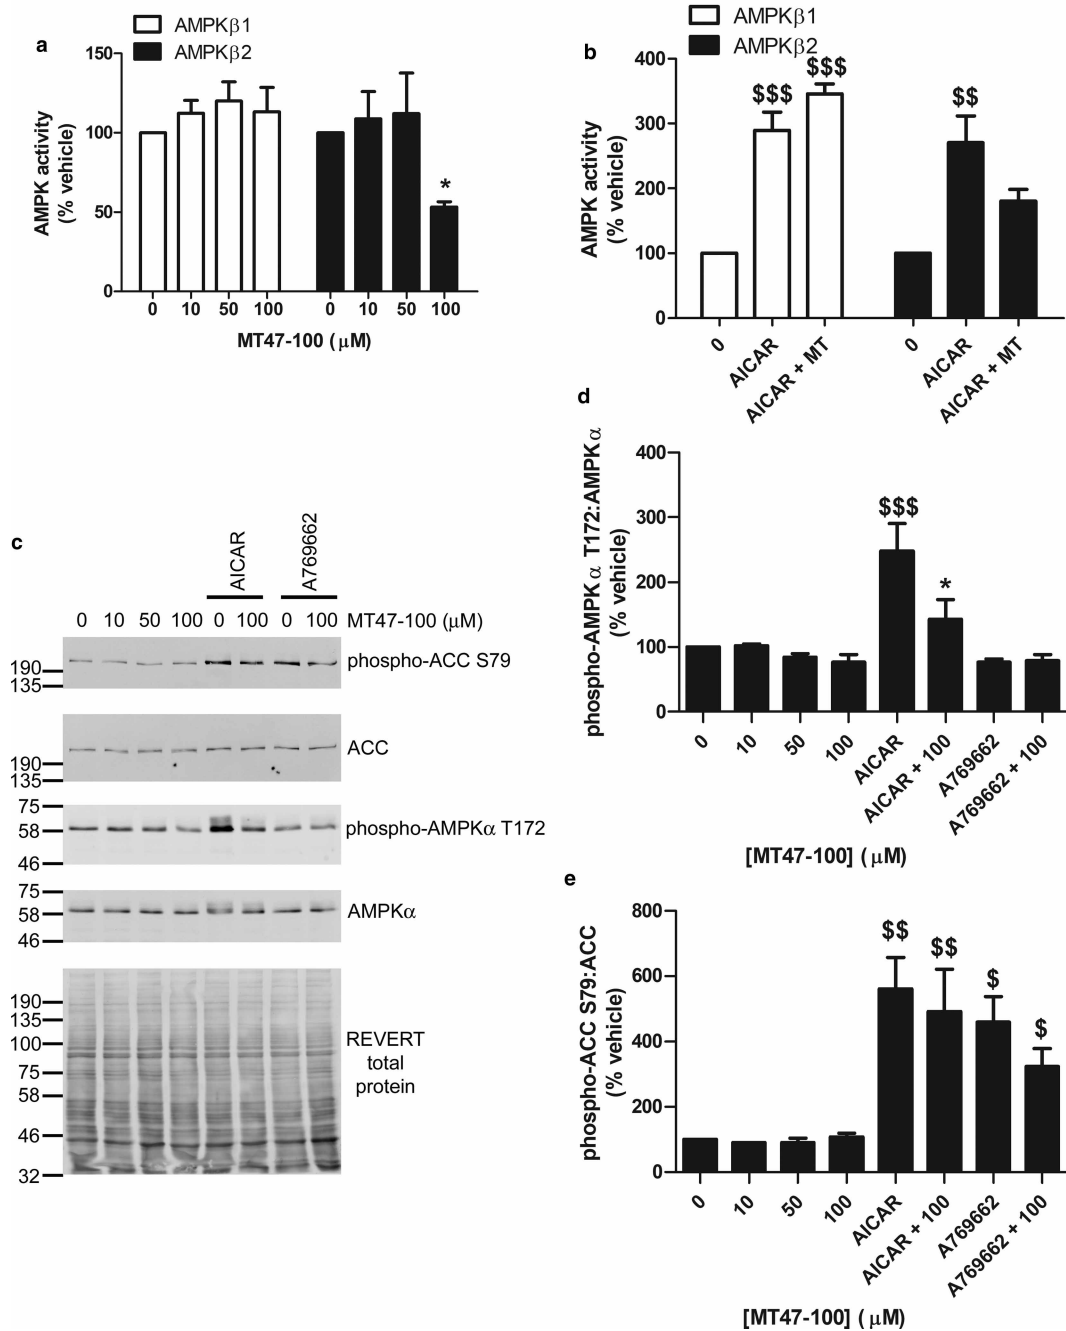 a
AMPKβ1
AMPKβ2
150
100
50
0
AMPK activity
(% vehicle)
*
0 10 50 100 0 10 50 100
MT47-100 (μM)
b
AMPKβ1
AMPKβ2
400
300
200
100
0
AMPK activity
(% vehicle)
$$$
$$$
$$
0
AICAR
AICAR + MT
0
AICAR
AICAR + MT
c
AICAR
A769662
0 10 50 100 0 100 0 100 MT47-100 (μM)
190
135
phospho-ACC S79
190
135
ACC
75
58
46
phospho-AMPKα T172
75
58
46
AMPKα
190
135
100
75
58
46
32
REVERT
total
protein
d
400
300
200
100
0
phospho-AMPKα T172:AMPKα
(% vehicle)
$$$
*
0
10
50
100
AICAR
AICAR + 100
A769662
A769662 + 100
[MT47-100] (μM)
e
800
600
400
200
0
phospho-ACC S79:ACC
(% vehicle)
$$
$$
$
$
0
10
50
100
AICAR
AICAR + 100
A769662
A769662 + 100
[MT47-100] (μM)